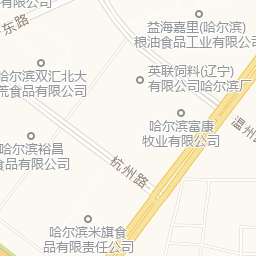 东路
益海嘉里(哈尔滨)
粮油食品工业有限公司
哈尔滨双汇北大
荒食品有限公司
英联饲料(辽宁)
有限公司哈尔滨厂
哈尔滨富康
牧业有限公司
温州
哈尔滨裕昌
食品有限公司
杭州路
哈尔滨米旗食
品有限责任公司